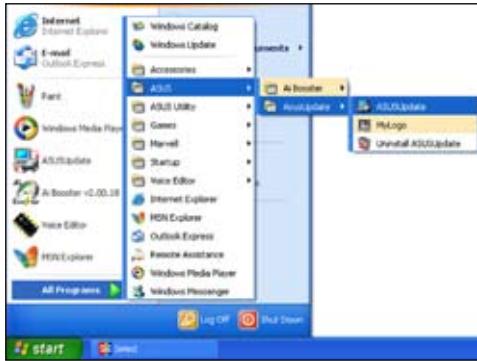 Internet
Internet Explorer
E-mail
Outlook Express
Paint
Windows Media Player
ASUSUpdate
Ai Booster v2.00.18
Voice Editor
MSN Explorer
All Programs
Windows Catalog
Windows Update
Accessories
ASUS
ASUS Utility
Games
Marvell
Startup
Voice Editor
Internet Explorer
MSN Explorer
Outlook Express
Remote Assistance
Windows Media Player
Windows Messenger
Ai Booster
AsusUpdate
ASUSUpdate
MyLogo
Uninstall ASUSUpdate
Log Off
Shut Down
start